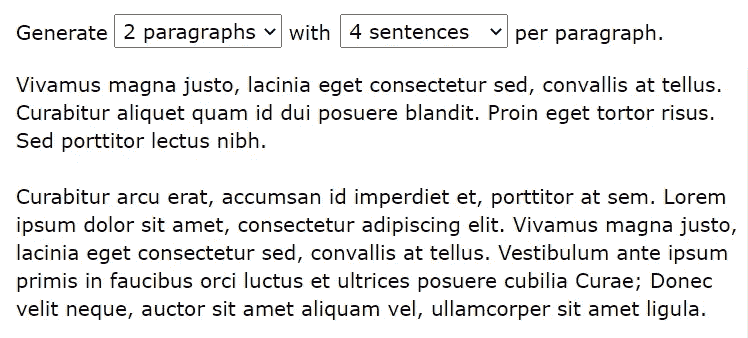 Generate 2 paragraphs with 4 sentences per paragraph.
Vivamus magna justo, lacinia eget consectetur sed, convallis at tellus.
Curabitur aliquet quam id dui posuere blandit. Proin eget tortor risus.
Sed porttitor lectus nibh.
Curabitur arcu erat, accumsan id imperdiet et, porttitor at sem. Lorem
ipsum dolor sit amet, consectetur adipiscing elit. Vivamus magna justo,
lacinia eget consectetur sed, convallis at tellus. Vestibulum ante ipsum
primis in faucibus orci luctus et ultrices posuere cubilia Curae; Donec
velit neque, auctor sit amet aliquam vel, ullamcorper sit amet ligula.